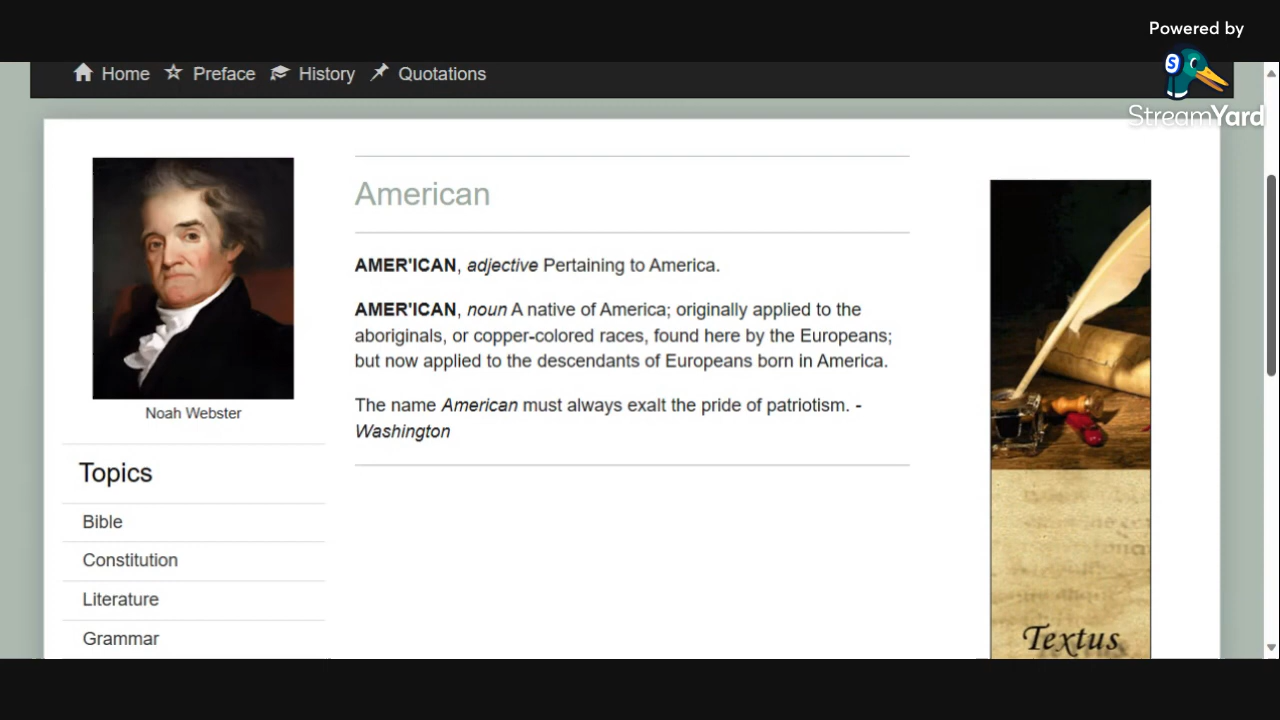 Powered by
StreamYard
Home
Preface
History
Quotations
Noah Webster
Topics
Bible
Constitution
Literature
Grammar
American
AMER'ICAN, adjective Pertaining to America.
AMER'ICAN, noun A native of America; originally applied to the
aboriginals, or copper-colored races, found here by the Europeans;
but now applied to the descendants of Europeans born in America.
The name American must always exalt the pride of patriotism. -
Washington
Textus